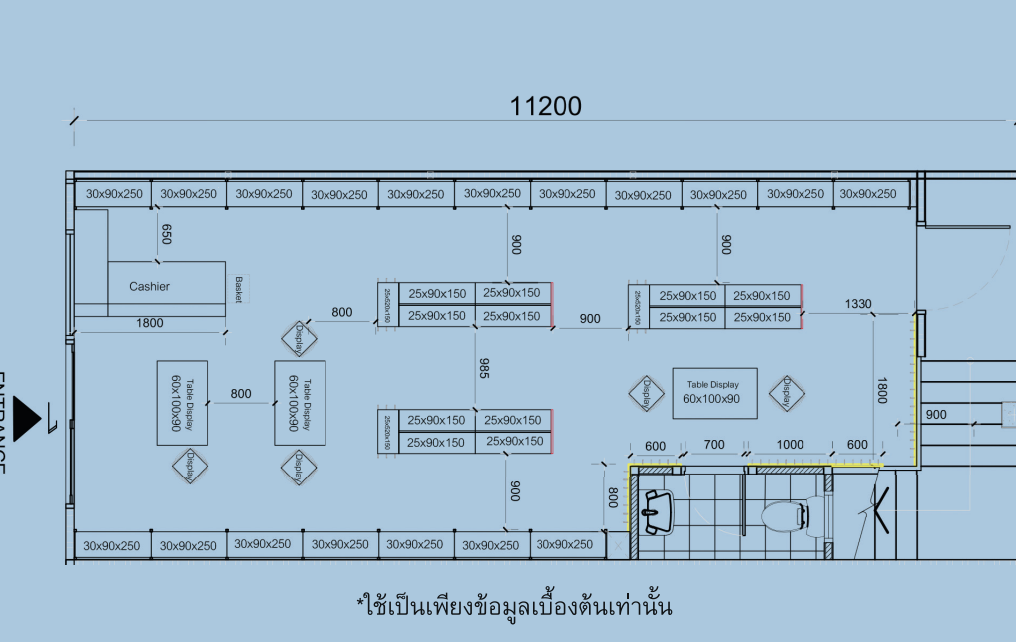 11200
30x90x250 30x90x250 30x90x250 30x90x250 30x90x250 30x90x250 30x90x250 30x90x250 30x90x250 30x90x250 30x90x250
650
900
900
Cashier
Basket
25x520x150
25x90x150 25x90x150
25x90x150 25x90x150
25x520x150
25x90x150 25x90x150
25x90x150 25x90x150
1800
800
900
1330
Display
985
1800
Table Display
60x100x90
800
Table Display
60x100x90
Display
Table Display
60x100x90
Display
900
ENTRANCE
25x520x150
25x90x150 25x90x150
25x90x150 25x90x150
600 700 1000 600
Display
Display
900
800
30x90x250 30x90x250 30x90x250 30x90x250 30x90x250 30x90x250 30x90x250
*ใช้เป็นเพียงข้อมูลเบื้องต้นเท่านั้น